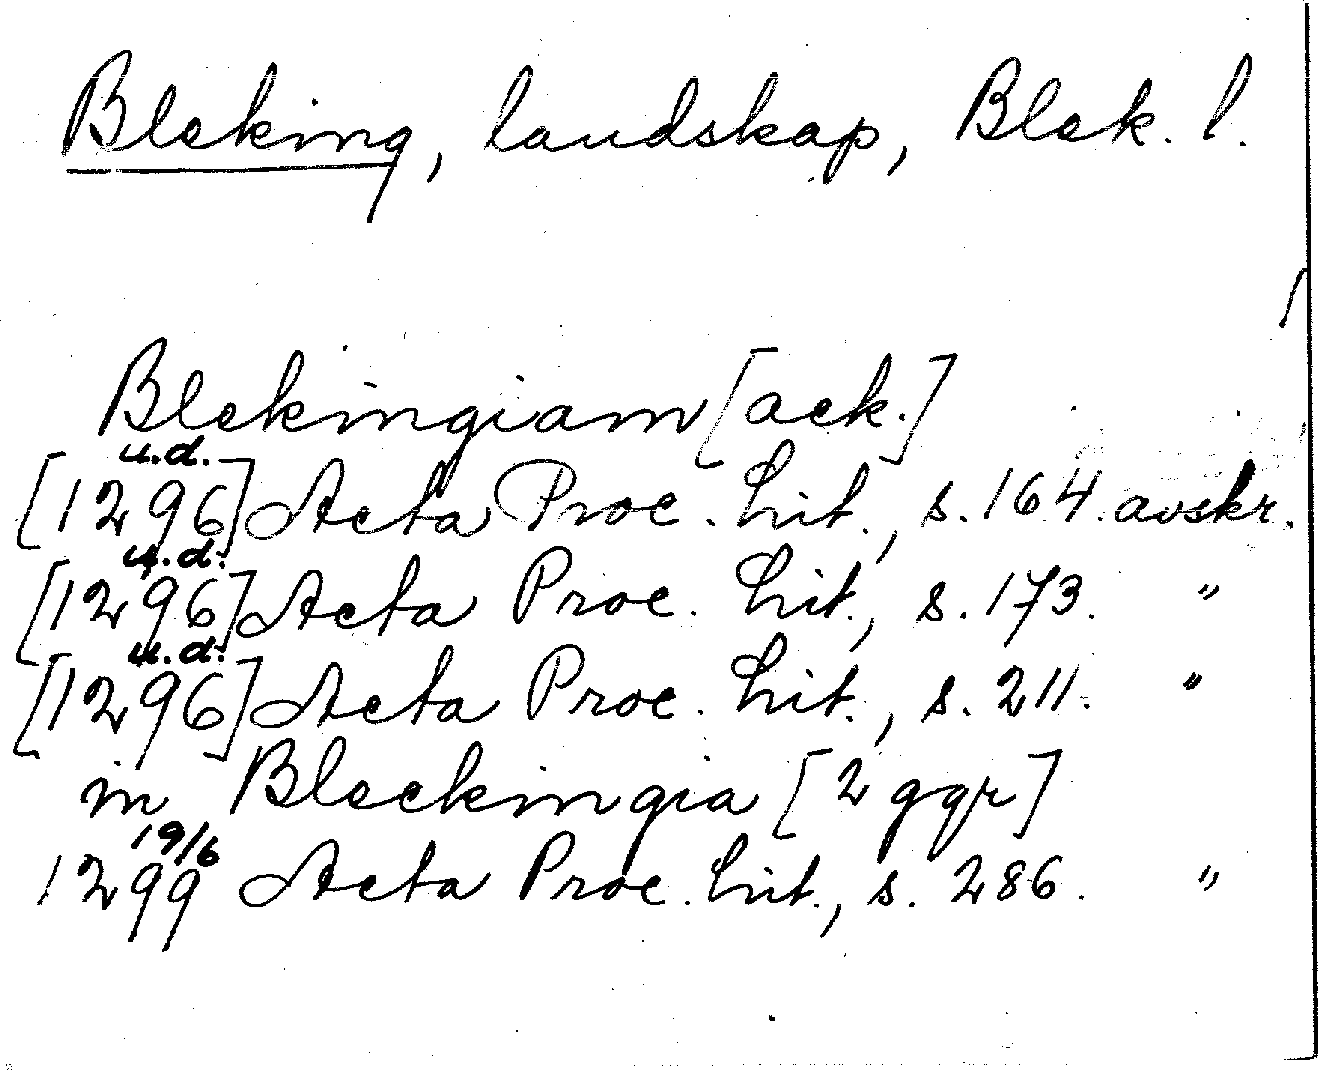 Bleking, landskap, Blek. l.
Blekingiam [ack.]
u.d.
[1296] Acta Proc. Lit., s. 164. avskr.
u.d.
[1296] Acta Proc. Lit., s. 173. "
u.d.
[1296] Acta Proc. Lit., s. 211. "
in Bleckingia [2 ggr]
19/6
1299 Acta Proc. Lit., s. 286. "